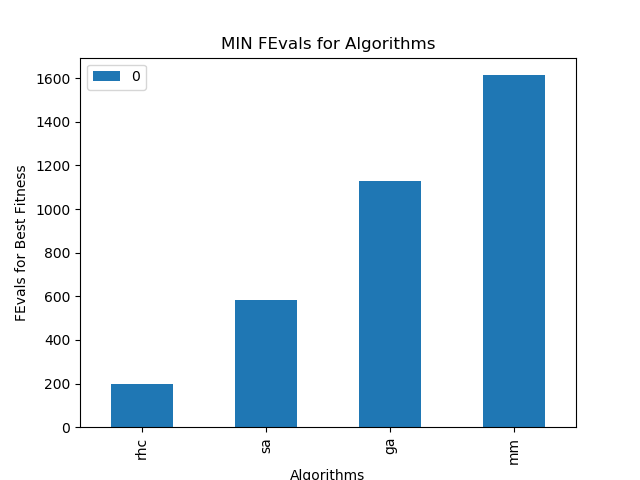 MIN FEvals for Algorithms
0
1600
1400
1200
1000
800
600
400
200
0
FEvals for Best Fitness
rhc
sa
ga
mm
Algorithms